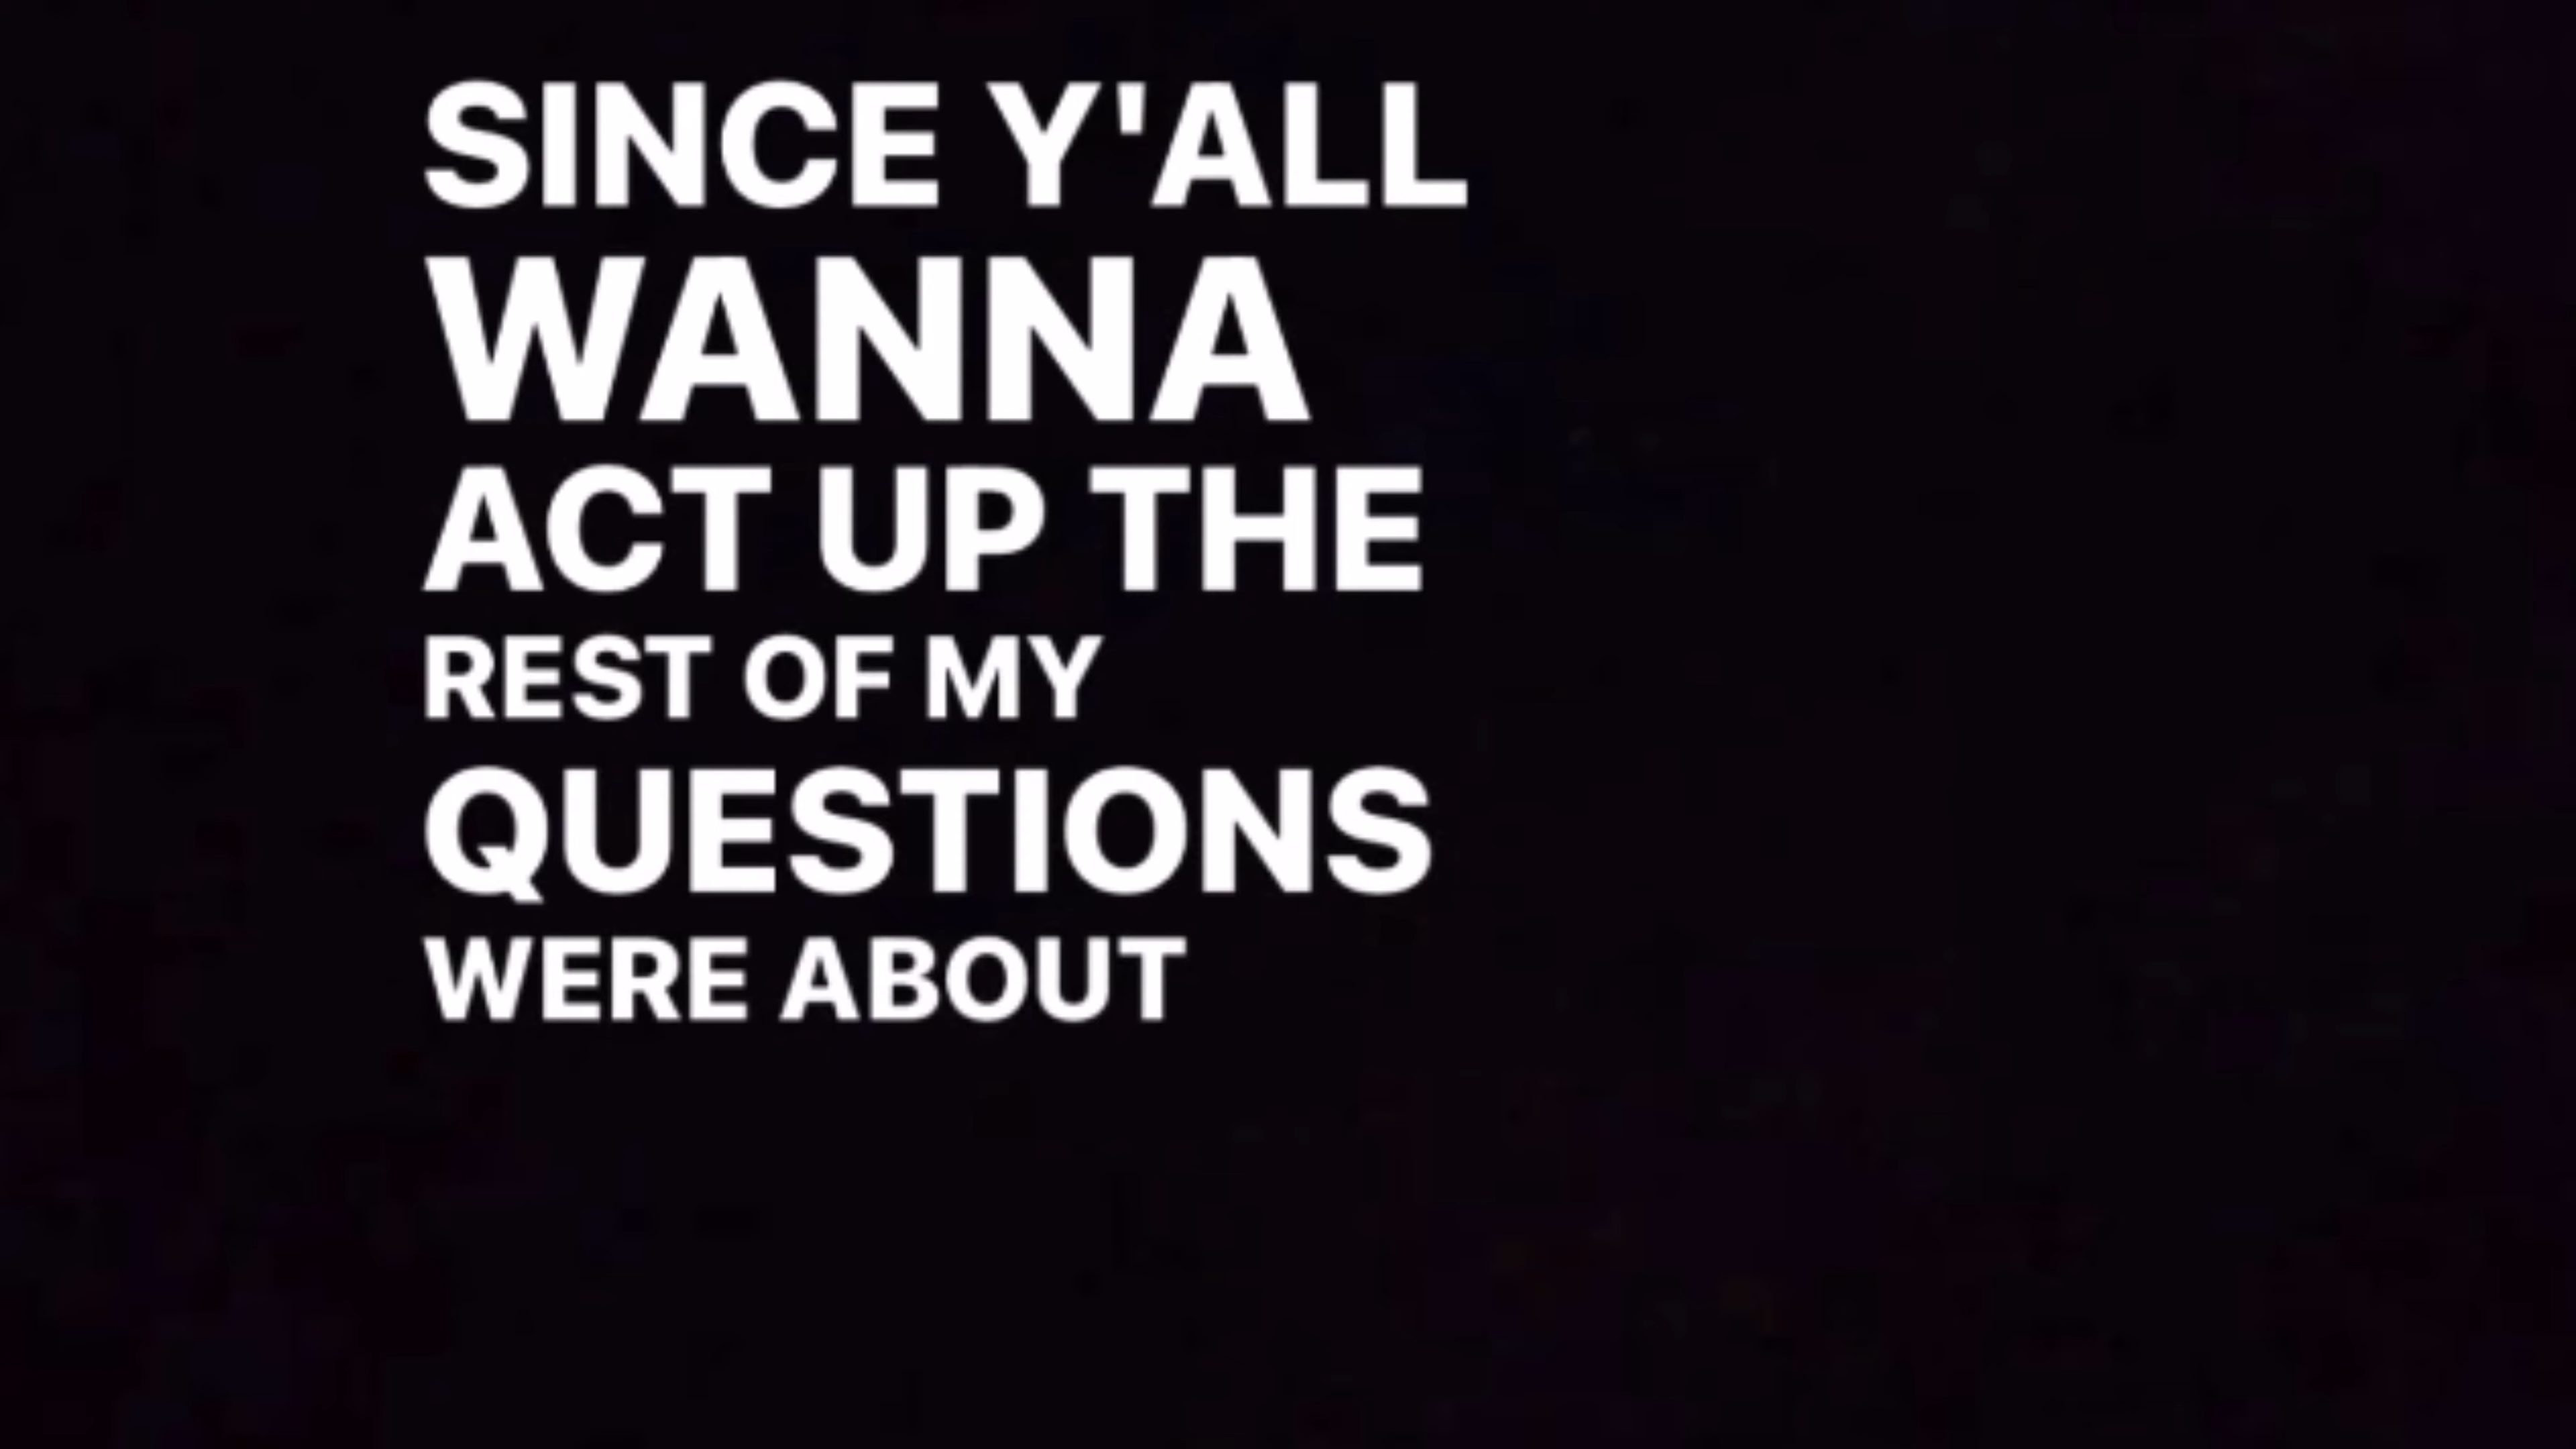 SINCE Y'ALL
WANNA
ACT UP THE
REST OF MY
QUESTIONS
WERE ABOUT